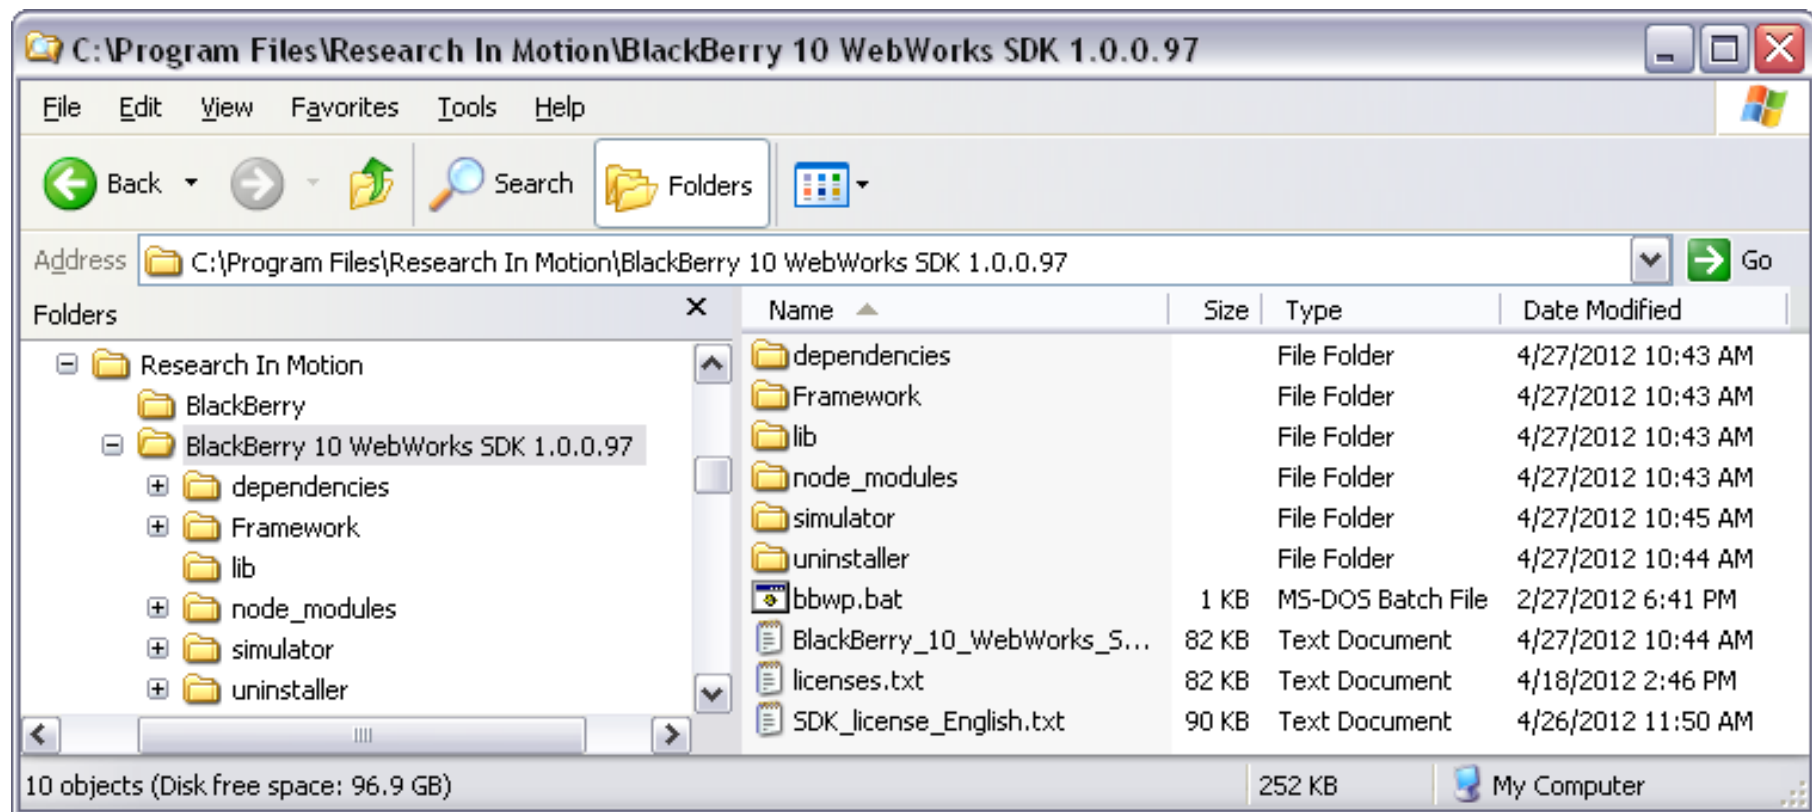 C:\Program Files\Research In Motion\BlackBerry 10 WebWorks SDK 1.0.0.97
File Edit View Favorites Tools Help
Back Search Folders
Address C:\Program Files\Research In Motion\BlackBerry 10 WebWorks SDK 1.0.0.97 Go
Folders
Research In Motion
BlackBerry
BlackBerry 10 WebWorks SDK 1.0.0.97
dependencies
Framework
lib
node_modules
simulator
uninstaller
Name Size Type Date Modified
dependencies File Folder 4/27/2012 10:43 AM
Framework File Folder 4/27/2012 10:43 AM
lib File Folder 4/27/2012 10:43 AM
node_modules File Folder 4/27/2012 10:43 AM
simulator File Folder 4/27/2012 10:45 AM
uninstaller File Folder 4/27/2012 10:44 AM
bbwp.bat 1 KB MS-DOS Batch File 2/27/2012 6:41 PM
BlackBerry_10_WebWorks_S... 82 KB Text Document 4/27/2012 10:44 AM
licenses.txt 82 KB Text Document 4/18/2012 2:46 PM
SDK_license_English.txt 90 KB Text Document 4/26/2012 11:50 AM
10 objects (Disk free space: 96.9 GB) 252 KB My Computer